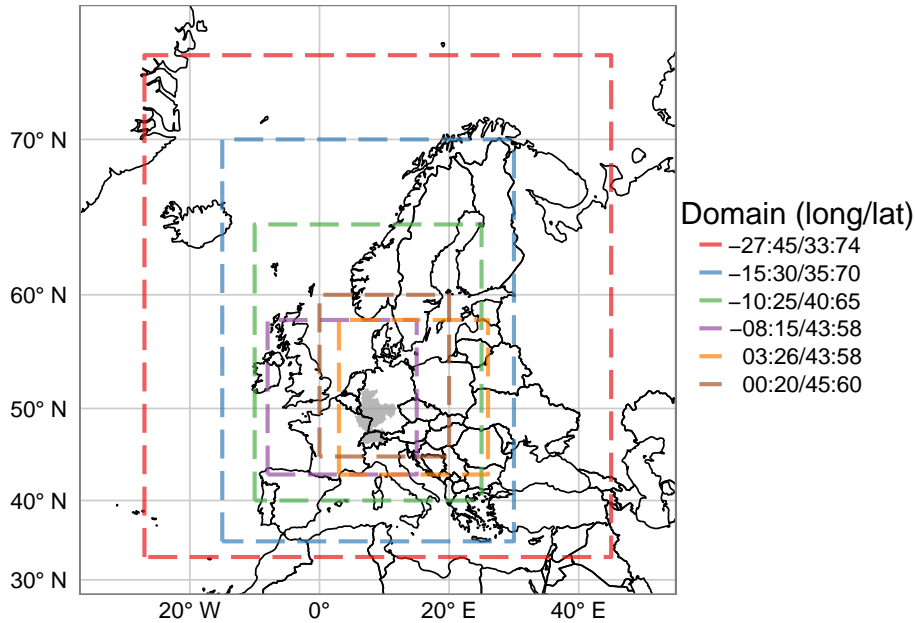 70° N
60° N
50° N
40° N
30° N
20° W
0°
20° E
40° E
Domain (long/lat)
−27:45/33:74
−15:30/35:70
−10:25/40:65
−08:15/43:58
03:26/43:58
00:20/45:60